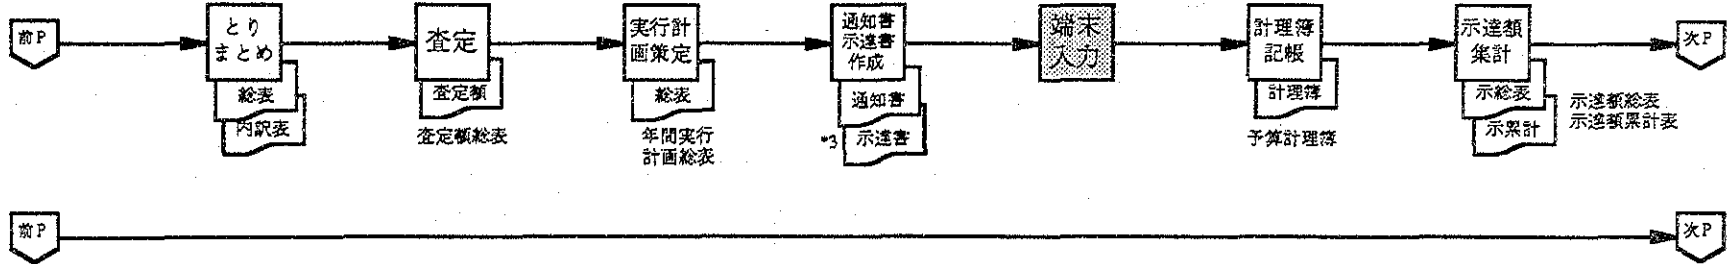 前P
とり
まとめ
総表
内訳表
査定
査定額
査定額総表
実行計
画策定
総表
年間実行
計画総表
通知書
示達書
作成
通知書
*3 示達書
端末
入力
計理簿
記帳
計理簿
予算計理簿
示達額
集計
示総表
示累計
示達額総表
示達額累計表
次P
前P
次P